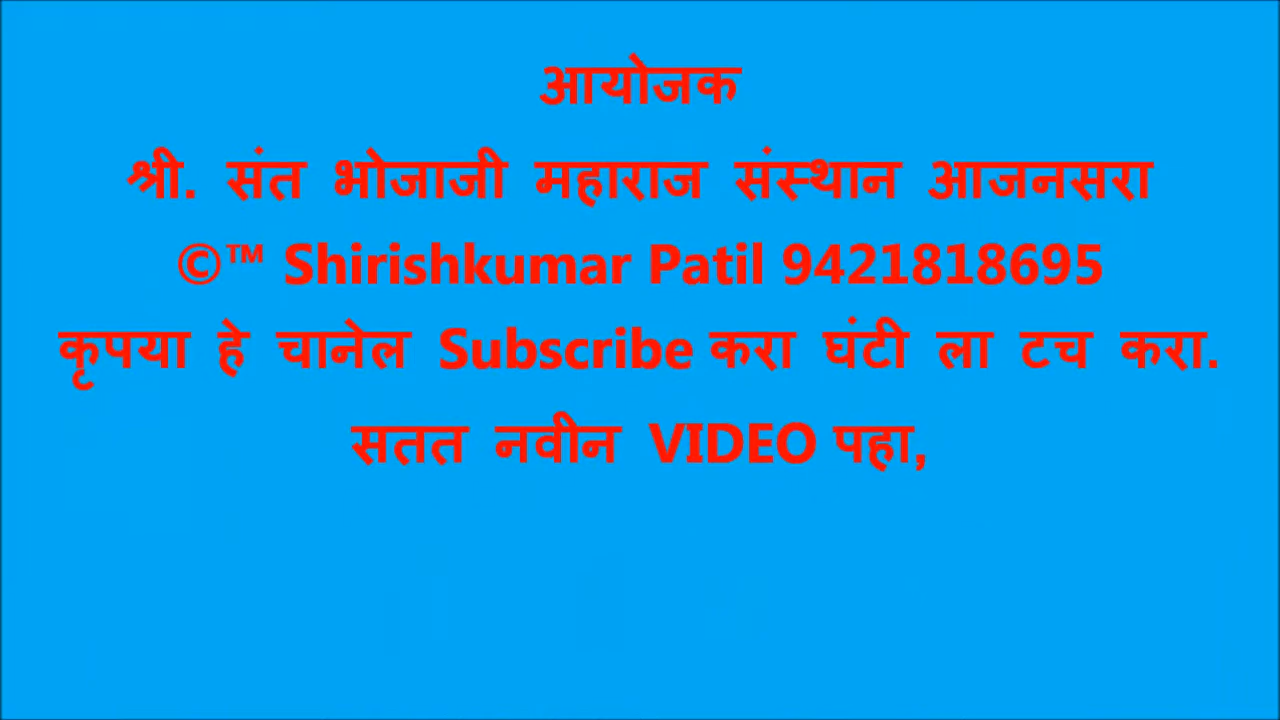 आयोजक
श्री. संत भोजाजी महाराज संस्थान आजनसरा
©™ Shirishkumar Patil 9421818695
कृपया हे चानेल Subscribe करा घंटी ला टच करा.
सतत नवीन VIDEO पहा,